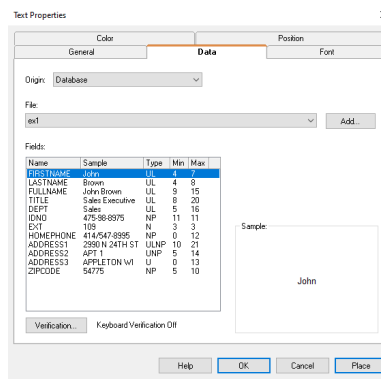 Text Properties
Color Position
General Data Font
Origin: Database
File:
ex1 Add...
Fields:
Name Sample Type Min Max
FIRSTNAME John UL 4 7
LASTNAME Brown UL 4 8
FULLNAME John Brown UL 9 15
TITLE Sales Executive UL 8 20
DEPT Sales UL 5 16
IDNO 475-98-8975 NP 11 11
EXT 109 N 3 3
HOMEPHONE 414/547-8995 NP 0 12
ADDRESS1 2990 N 24TH ST ULNP 10 21
ADDRESS2 APT 1 UNP 5 14
ADDRESS3 APPLETON WI U 0 13
ZIPCODE 54775 NP 5 10
Sample:
John
Verification... Keyboard Verification Off
Help OK Cancel Place